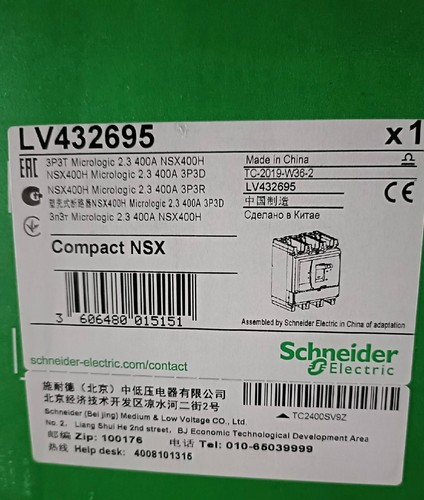 LV432695 x1
3P3T Micrologic 2.3 400A NSX400H
NSX400H Micrologic 2.3 400A 3P3D
NSX400H Micrologic 2.3 400A 3P3R
塑壳式断路器NSX400H Micrologic 2.3 400A 3P3D
3п3т Micrologic 2.3 400A NSX400H
Made in China
TC-2019-W36-2
LV432695
中国制造
Сделано в Китае
EAC
CE
Compact NSX
3 606480 015151
Assembled by Schneider Electric in China of adaptation
schneider-electric.com/contact
Schneider
Electric
施耐德（北京）中低压电器有限公司
北京经济技术开发区凉水河二街2号
Schneider (Beijing) Medium & Low Voltage CO., Ltd.
No. 2, Liang Shui He 2nd street, BJ Economic Technological Development Area
邮编 Zip: 100176 电话 Tel: 010-65039999
热线 Help desk: 4008101315
TC2400SV9Z